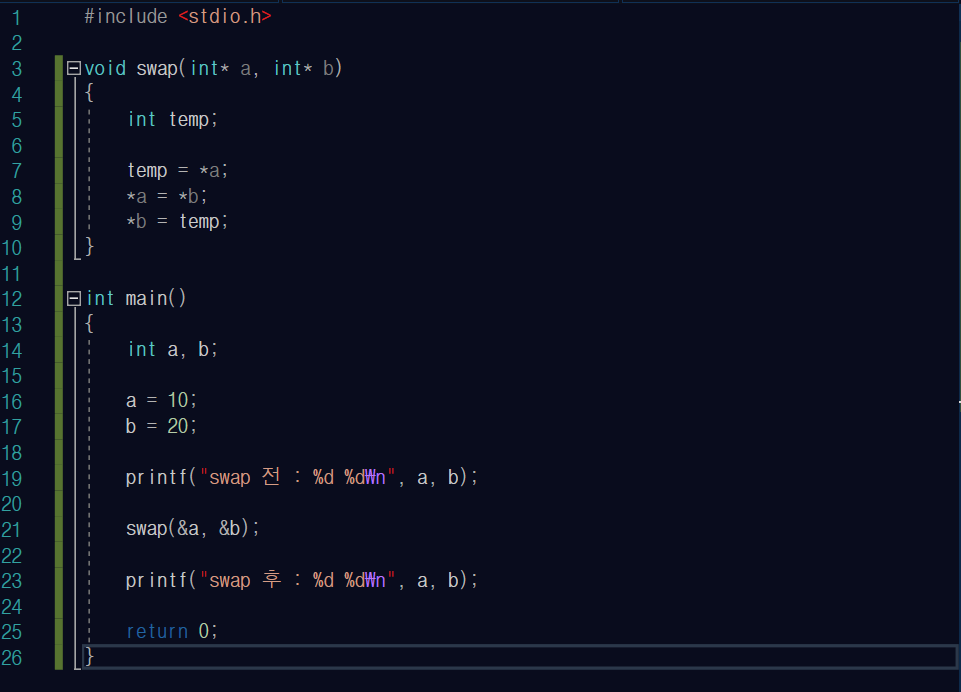 1 #include <stdio.h>
2
3 void swap(int* a, int* b)
4 {
5 int temp;
6
7 temp = *a;
8 *a = *b;
9 *b = temp;
10 }
11
12 int main()
13 {
14 int a, b;
15
16 a = 10;
17 b = 20;
18
19 printf("swap 전 : %d %d₩n", a, b);
20
21 swap(&a, &b);
22
23 printf("swap 후 : %d %d₩n", a, b);
24
25 return 0;
26 }